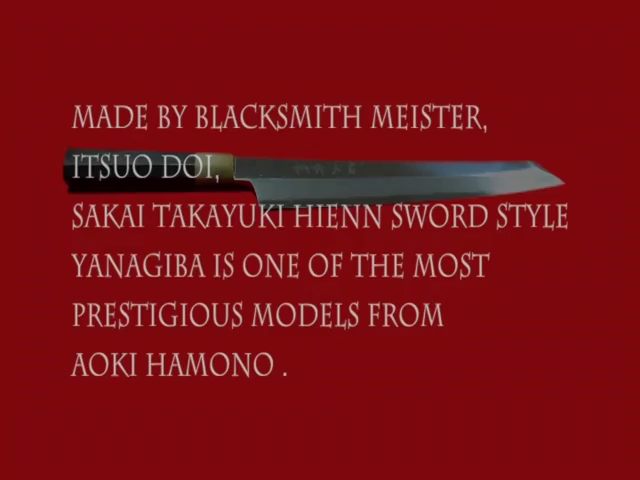 MADE BY BLACKSMITH MEISTER,
ITSUO DOI,
SAKAI TAKAYUKI HIENN SWORD STYLE
YANAGIBA IS ONE OF THE MOST
PRESTIGIOUS MODELS FROM
AOKI HAMONO .